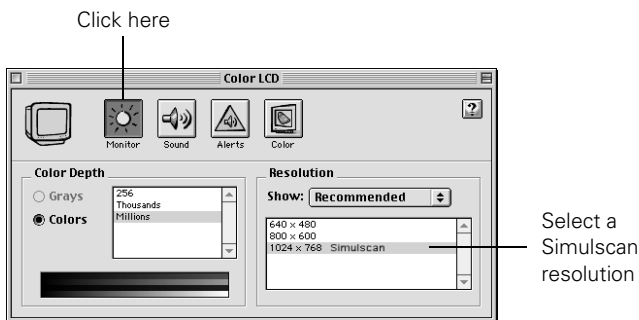 Click here
Color LCD
?
Monitor Sound Alerts Color
Color Depth
Grays
Colors
256
Thousands
Millions
Resolution
Show: Recommended
640 x 480
800 x 600
1024 x 768 Simulscan
Select a
Simulscan
resolution